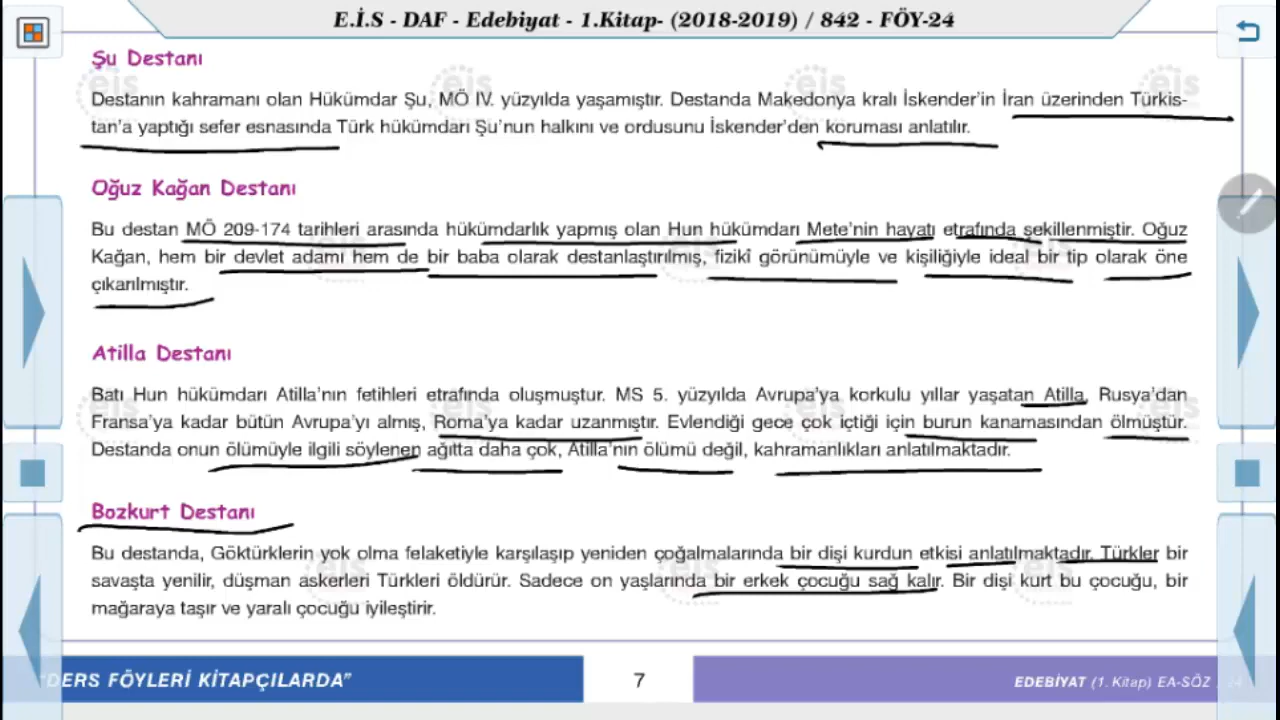 E.İ.S - DAF - Edebiyat - 1.Kitap- (2018-2019) / 842 - FÖY-24
Şu Destanı
Destanın kahramanı olan Hükümdar Şu, MÖ IV. yüzyılda yaşamıştır. Destanda Makedonya kralı İskender'in İran üzerinden Türkis-
tan'a yaptığı sefer esnasında Türk hükümdarı Şu'nun halkını ve ordusunu İskender'den koruması anlatılır.
Oğuz Kağan Destanı
Bu destan MÖ 209-174 tarihleri arasında hükümdarlık yapmış olan Hun hükümdarı Mete'nin hayatı etrafında şekillenmiştir. Oğuz
Kağan, hem bir devlet adamı hem de bir baba olarak destanlaştırılmış, fizikî görünümüyle ve kişiliğiyle ideal bir tip olarak öne
çıkarılmıştır.
Atilla Destanı
Batı Hun hükümdarı Atilla'nın fetihleri etrafında oluşmuştur. MS 5. yüzyılda Avrupa'ya korkulu yıllar yaşatan Atilla, Rusya'dan
Fransa'ya kadar bütün Avrupa'yı almış, Roma'ya kadar uzanmıştır. Evlendiği gece çok içtiği için burun kanamasından ölmüştür.
Destanda onun ölümüyle ilgili söylenen ağıtta daha çok, Atilla'nın ölümü değil, kahramanlıkları anlatılmaktadır.
Bozkurt Destanı
Bu destanda, Göktürklerin yok olma felaketiyle karşılaşıp yeniden çoğalmalarında bir dişi kurdun etkisi anlatılmaktadır. Türkler bir
savaşta yenilir, düşman askerleri Türkleri öldürür. Sadece on yaşlarında bir erkek çocuğu sağ kalır. Bir dişi kurt bu çocuğu, bir
mağaraya taşır ve yaralı çocuğu iyileştirir.
"DERS FÖYLERİ KİTAPÇILARDA"
7
EDEBİYAT (1. Kitap) EA-SÖZ